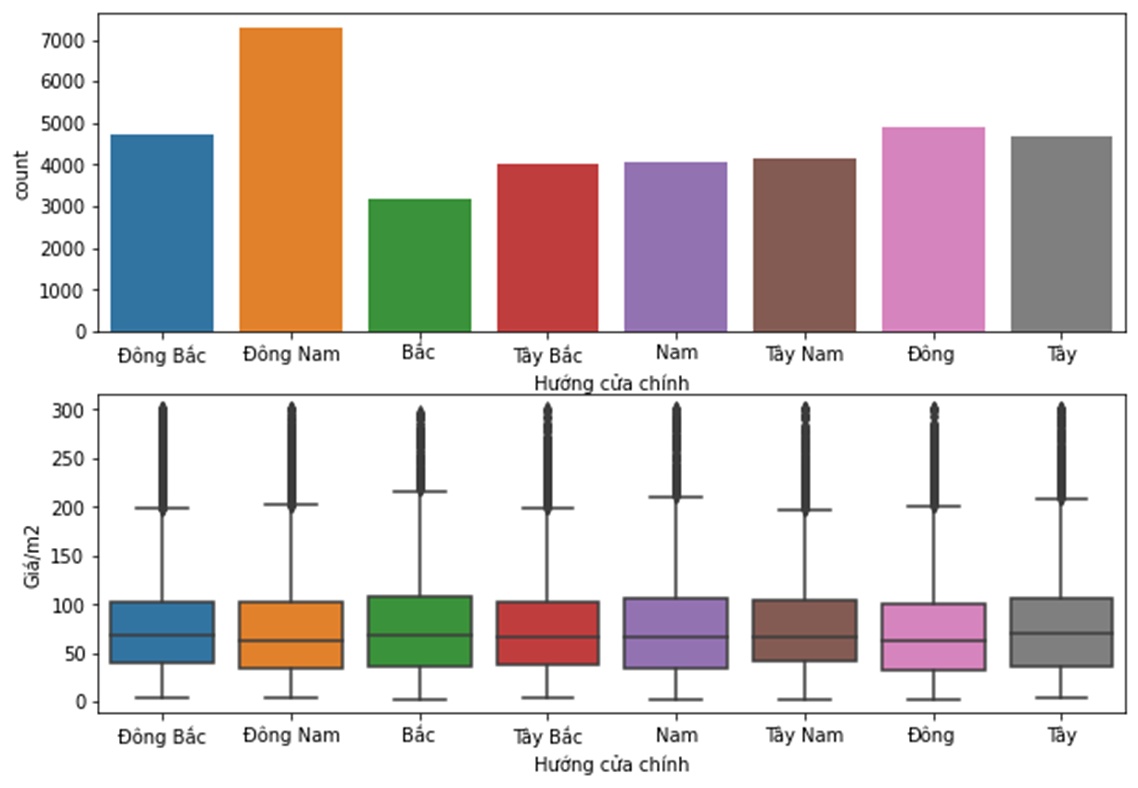 7000
6000
5000
4000
3000
2000
1000
0
count
Đông Bắc Đông Nam Bắc Tây Bắc Nam Tây Nam Đông Tây
Hướng cửa chính
300
250
200
150
100
50
0
Giá/m2
Đông Bắc Đông Nam Bắc Tây Bắc Nam Tây Nam Đông Tây
Hướng cửa chính